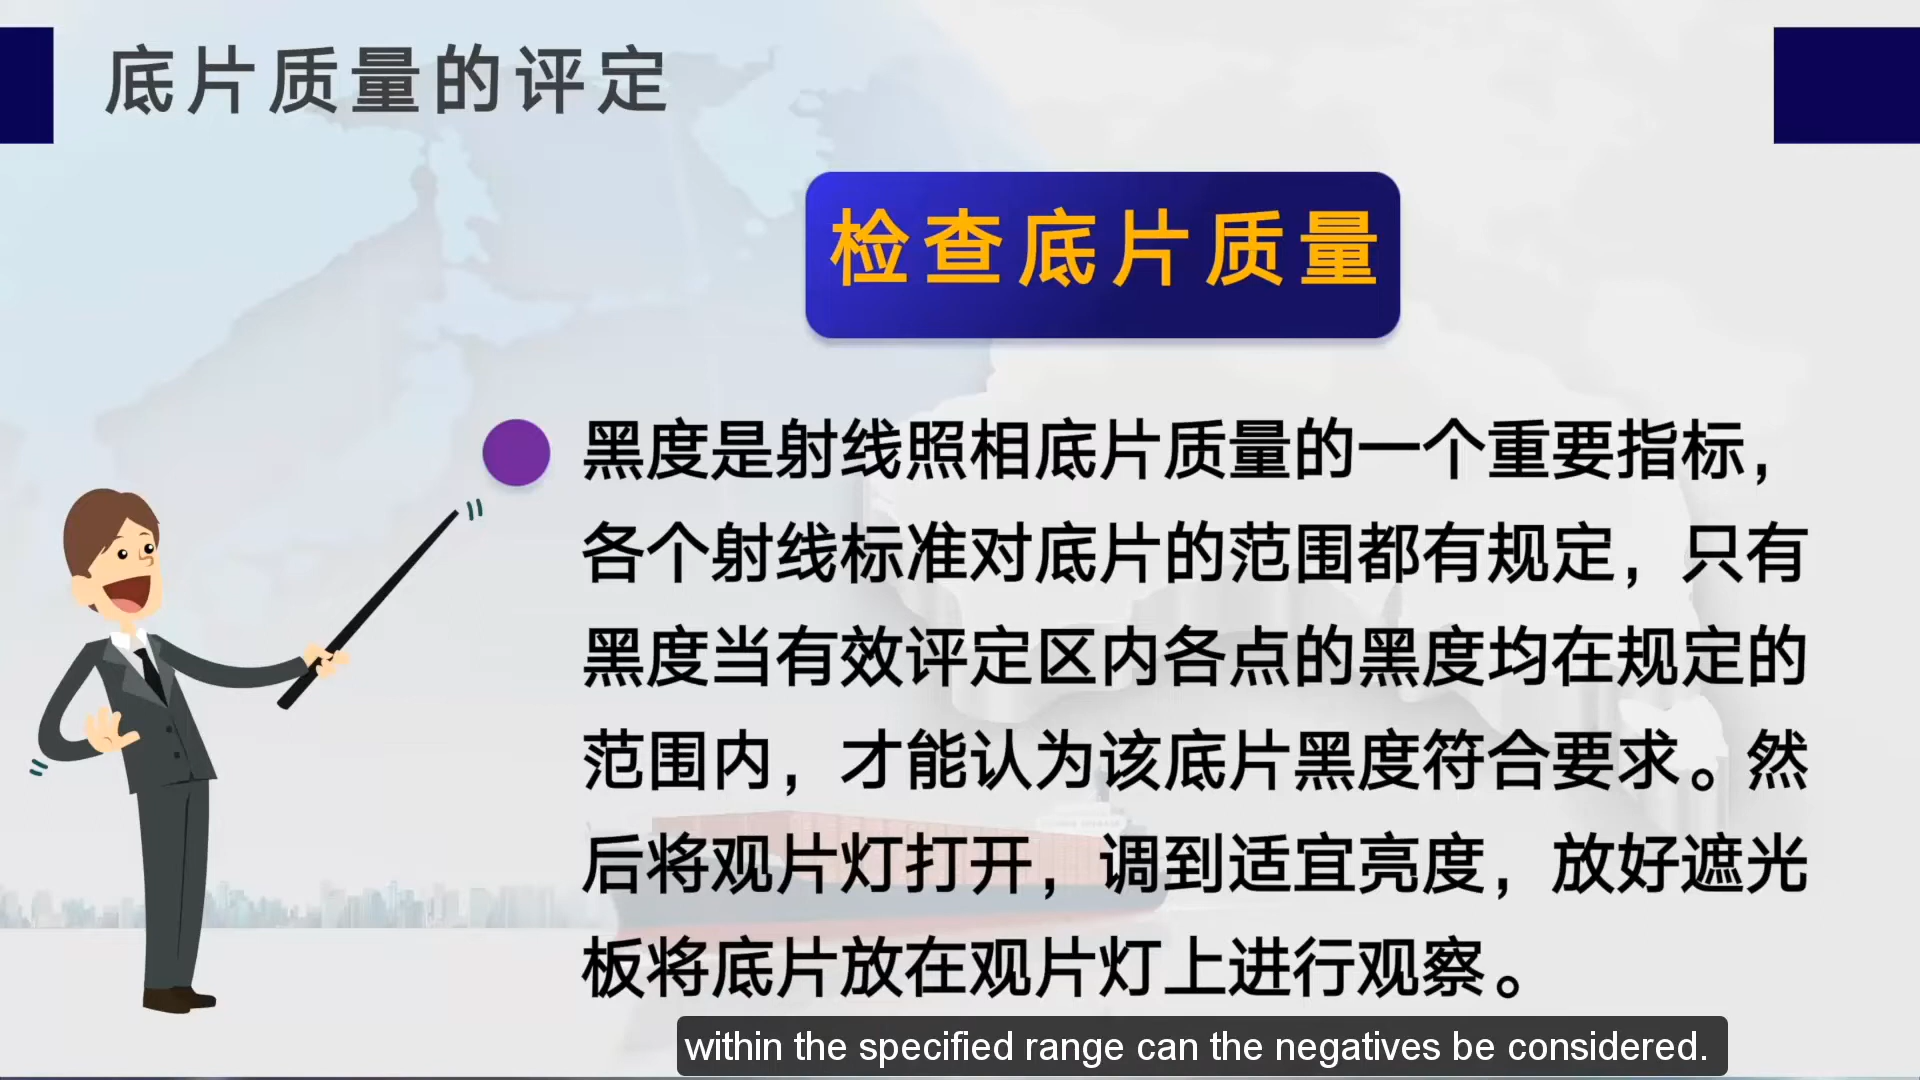 底片质量的评定
检查底片质量
黑度是射线照相底片质量的一个重要指标，
各个射线标准对底片的范围都有规定，只有
黑度当有效评定区内各点的黑度均在规定的
范围内，才能认为该底片黑度符合要求。然
后将观片灯打开，调到适宜亮度，放好遮光
板将底片放在观片灯上进行观察。
within the specified range can the negatives be considered.